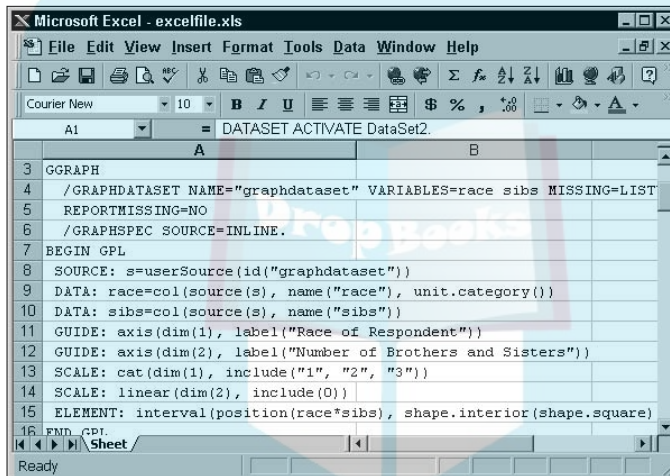 Microsoft Excel - excelfile.xls
File Edit View Insert Format Tools Data Window Help
Courier New 10 B I U $ % ,
A1 = DATASET ACTIVATE DataSet2.
A B
3 GGRAPH
4 /GRAPHDATASET NAME="graphdataset" VARIABLES=race sibs MISSING=LIST
5 REPORTMISSING=NO
6 /GRAPHSPEC SOURCE=INLINE.
7 BEGIN GPL
8 SOURCE: s=userSource(id("graphdataset"))
9 DATA: race=col(source(s), name("race"), unit.category())
10 DATA: sibs=col(source(s), name("sibs"))
11 GUIDE: axis(dim(1), label("Race of Respondent"))
12 GUIDE: axis(dim(2), label("Number of Brothers and Sisters"))
13 SCALE: cat(dim(1), include("1", "2", "3"))
14 SCALE: linear(dim(2), include(0))
15 ELEMENT: interval(position(race*sibs), shape.interior(shape.square)
16 END GPL
Sheet
Ready
DropBooks